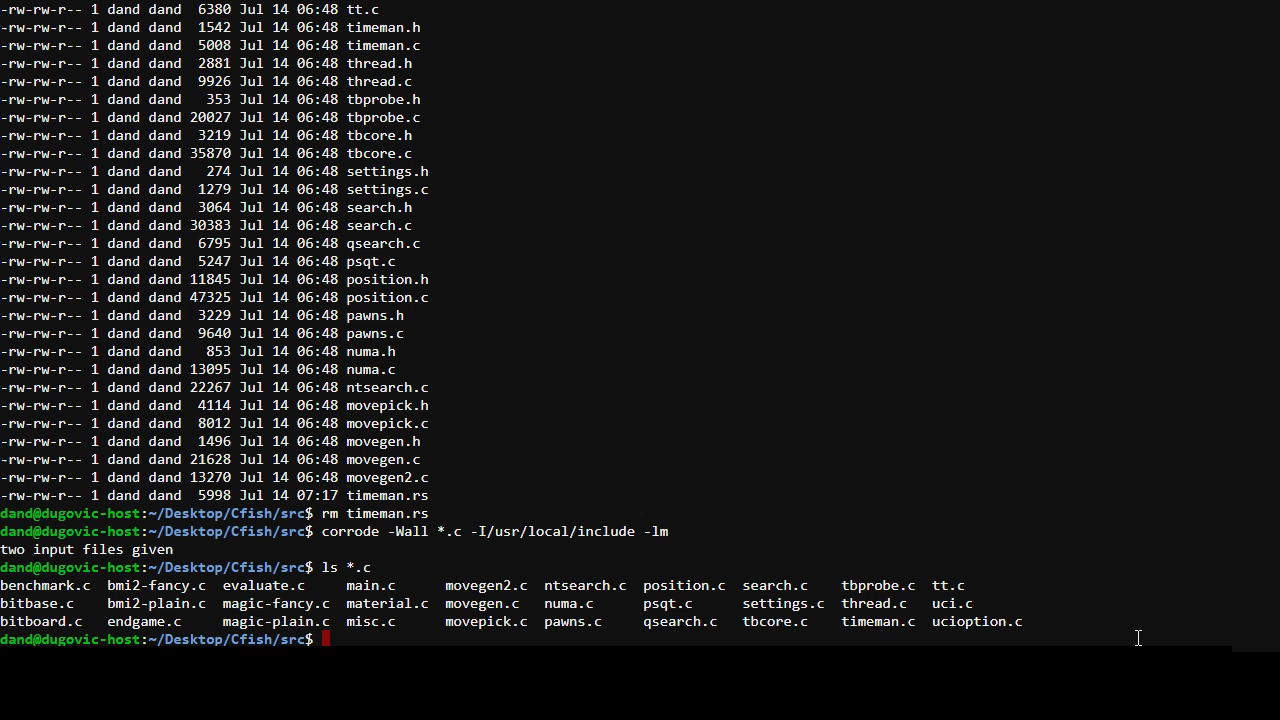 -rw-rw-r-- 1 dand dand  6380 Jul 14 06:48 tt.c
-rw-rw-r-- 1 dand dand  1542 Jul 14 06:48 timeman.h
-rw-rw-r-- 1 dand dand  5008 Jul 14 06:48 timeman.c
-rw-rw-r-- 1 dand dand  2881 Jul 14 06:48 thread.h
-rw-rw-r-- 1 dand dand  9926 Jul 14 06:48 thread.c
-rw-rw-r-- 1 dand dand   353 Jul 14 06:48 tbprobe.h
-rw-rw-r-- 1 dand dand 20027 Jul 14 06:48 tbprobe.c
-rw-rw-r-- 1 dand dand  3219 Jul 14 06:48 tbcore.h
-rw-rw-r-- 1 dand dand 35870 Jul 14 06:48 tbcore.c
-rw-rw-r-- 1 dand dand   274 Jul 14 06:48 settings.h
-rw-rw-r-- 1 dand dand  1279 Jul 14 06:48 settings.c
-rw-rw-r-- 1 dand dand  3064 Jul 14 06:48 search.h
-rw-rw-r-- 1 dand dand 30383 Jul 14 06:48 search.c
-rw-rw-r-- 1 dand dand  6795 Jul 14 06:48 qsearch.c
-rw-rw-r-- 1 dand dand  5247 Jul 14 06:48 psqt.c
-rw-rw-r-- 1 dand dand 11845 Jul 14 06:48 position.h
-rw-rw-r-- 1 dand dand 47325 Jul 14 06:48 position.c
-rw-rw-r-- 1 dand dand  3229 Jul 14 06:48 pawns.h
-rw-rw-r-- 1 dand dand  9640 Jul 14 06:48 pawns.c
-rw-rw-r-- 1 dand dand   853 Jul 14 06:48 numa.h
-rw-rw-r-- 1 dand dand 13095 Jul 14 06:48 numa.c
-rw-rw-r-- 1 dand dand 22267 Jul 14 06:48 ntsearch.c
-rw-rw-r-- 1 dand dand  4114 Jul 14 06:48 movepick.h
-rw-rw-r-- 1 dand dand  8012 Jul 14 06:48 movepick.c
-rw-rw-r-- 1 dand dand  1496 Jul 14 06:48 movegen.h
-rw-rw-r-- 1 dand dand 21628 Jul 14 06:48 movegen.c
-rw-rw-r-- 1 dand dand 13270 Jul 14 06:48 movegen2.c
-rw-rw-r-- 1 dand dand  5998 Jul 14 07:17 timeman.rs
dand@dugovic-host:~/Desktop/Cfish/src$ rm timeman.rs
dand@dugovic-host:~/Desktop/Cfish/src$ corrode -Wall *.c -I/usr/local/include -lm
two input files given
dand@dugovic-host:~/Desktop/Cfish/src$ ls *.c
benchmark.c  bmi2-fancy.c  evaluate.c     main.c      movegen2.c  ntsearch.c  position.c  search.c    tbprobe.c  tt.c
bitbase.c    bmi2-plain.c  magic-fancy.c  material.c  movegen.c   numa.c      psqt.c      settings.c  thread.c   uci.c
bitboard.c   endgame.c     magic-plain.c  misc.c      movepick.c  pawns.c     qsearch.c   tbcore.c    timeman.c  ucioption.c
dand@dugovic-host:~/Desktop/Cfish/src$